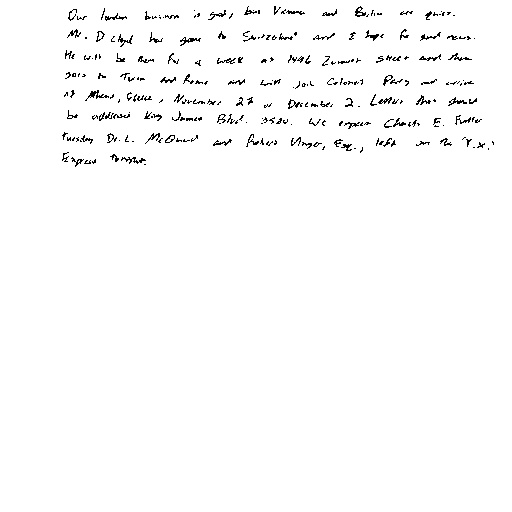 Our London business is good, but Vienna and Berlin are quiet.
Mr. D. Lloyd has gone to Switzerland and I hope for good news.
He will be there for a week at 1496 Zermott Street and then
goes to Turin and Rome and will join Colonel Parry and arrive
at Athens, Greece, November 27 or December 2. Letters there should
be addressed King James Blvd. 3580. We expect Charles E. Fuller
Tuesday. Dr. L. McQuaid and Robert Unger, Esq., left on the "Y.X."
Express tonight.